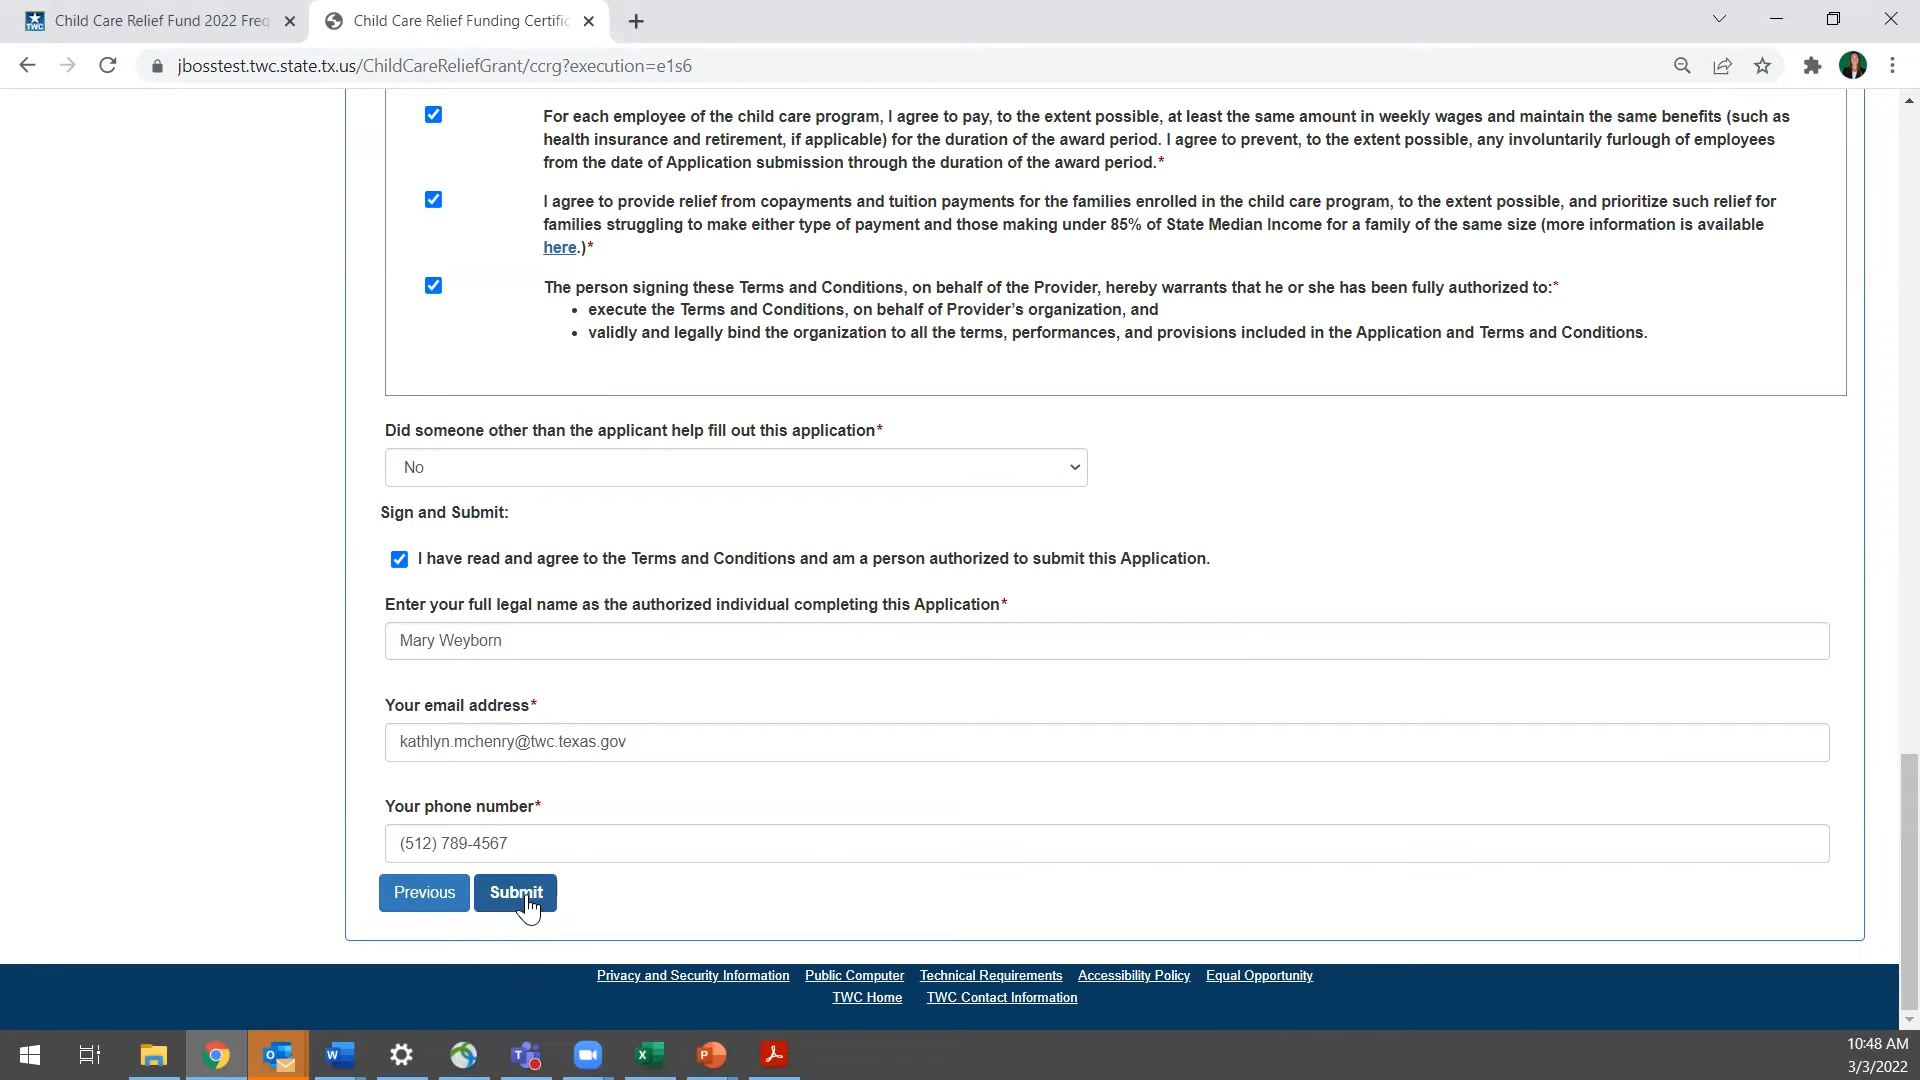 Child Care Relief Fund 2022 Freq
Child Care Relief Funding Certific
jbosstest.twc.state.tx.us/ChildCareReliefGrant/ccrg?execution=e1s6
For each employee of the child care program, I agree to pay, to the extent possible, at least the same amount in weekly wages and maintain the same benefits (such as
health insurance and retirement, if applicable) for the duration of the award period. I agree to prevent, to the extent possible, any involuntarily furlough of employees
from the date of Application submission through the duration of the award period.*
I agree to provide relief from copayments and tuition payments for the families enrolled in the child care program, to the extent possible, and prioritize such relief for
families struggling to make either type of payment and those making under 85% of State Median Income for a family of the same size (more information is available
here.)*
The person signing these Terms and Conditions, on behalf of the Provider, hereby warrants that he or she has been fully authorized to:*
• execute the Terms and Conditions, on behalf of Provider's organization, and
• validly and legally bind the organization to all the terms, performances, and provisions included in the Application and Terms and Conditions.
Did someone other than the applicant help fill out this application*
No
Sign and Submit:
I have read and agree to the Terms and Conditions and am a person authorized to submit this Application.
Enter your full legal name as the authorized individual completing this Application*
Mary Weyborn
Your email address*
kathlyn.mchenry@twc.texas.gov
Your phone number*
(512) 789-4567
Previous Submit
Privacy and Security Information Public Computer Technical Requirements Accessibility Policy Equal Opportunity
TWC Home TWC Contact Information
10:48 AM
3/3/2022